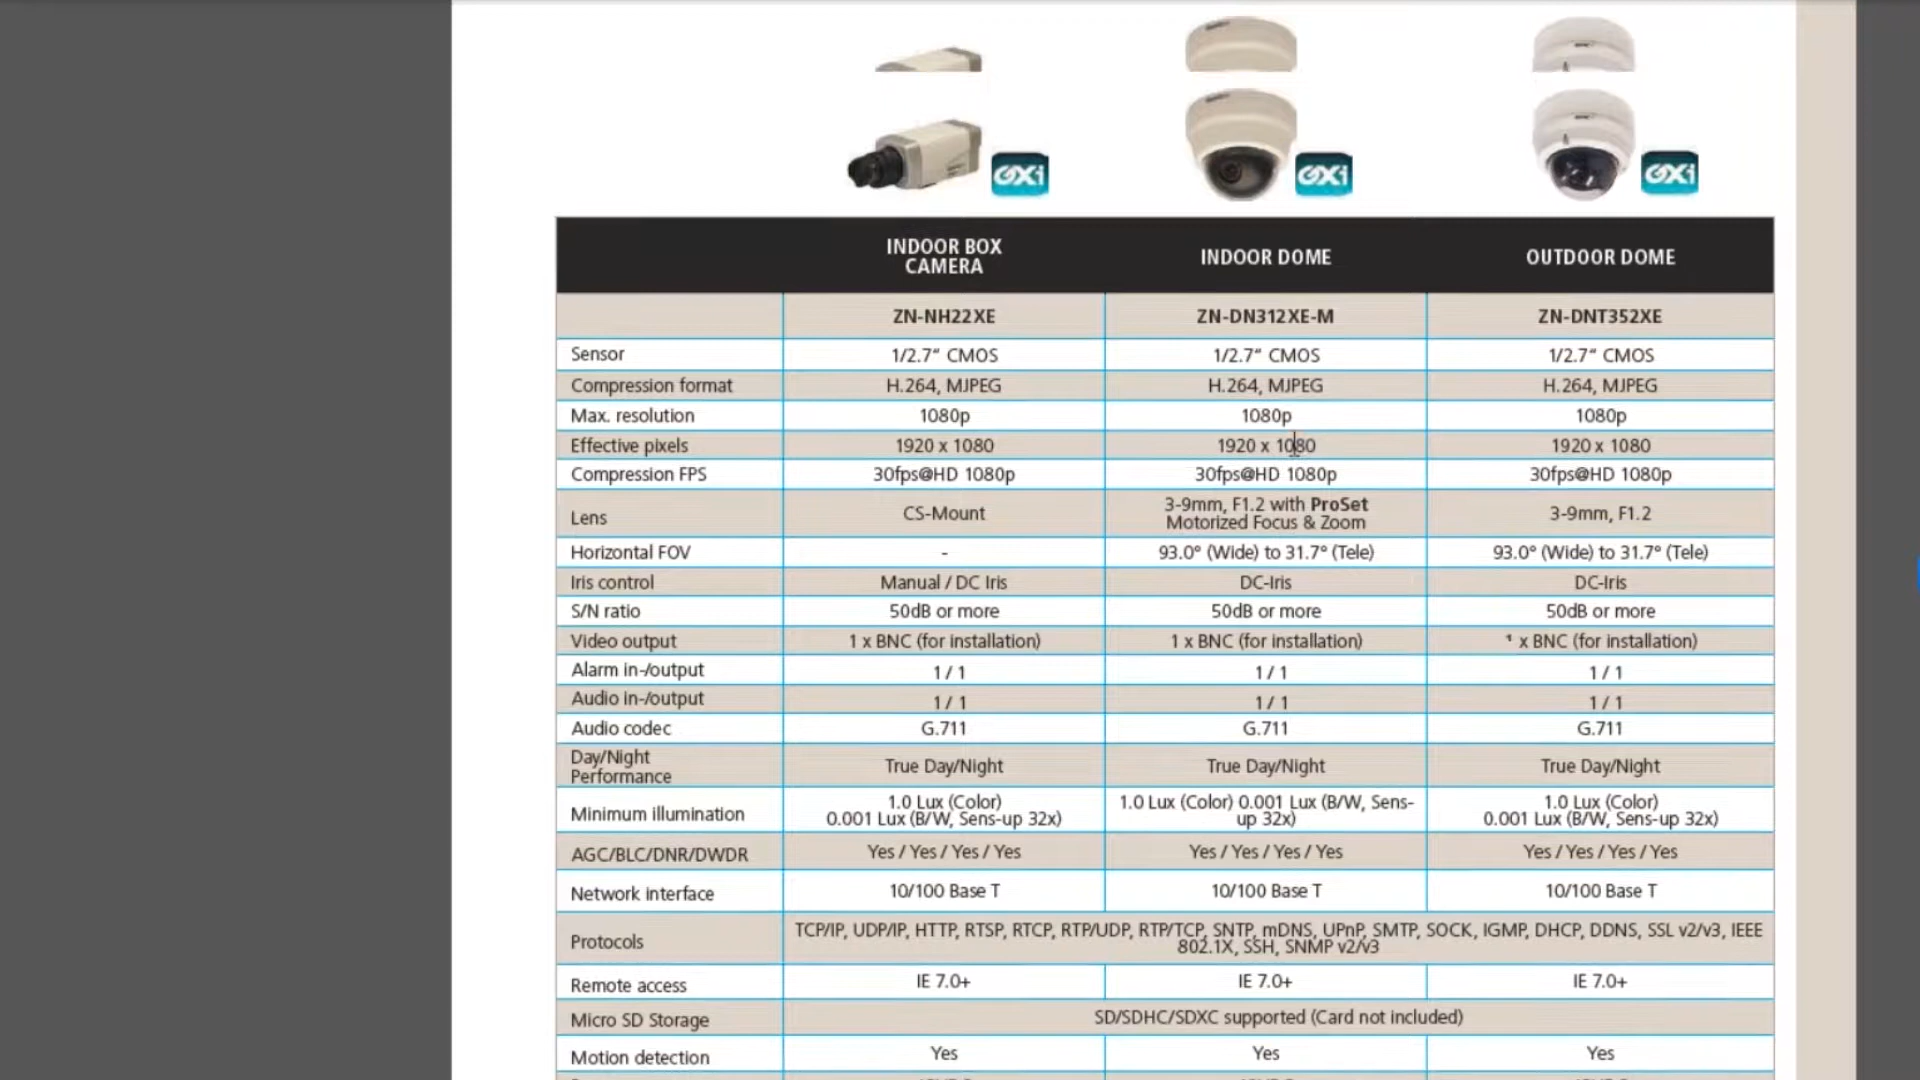 GXi GXi GXi
INDOOR BOX
CAMERA
INDOOR DOME
OUTDOOR DOME
ZN-NH22XE ZN-DN312XE-M ZN-DNT352XE
Sensor 1/2.7" CMOS 1/2.7" CMOS 1/2.7" CMOS
Compression format H.264, MJPEG H.264, MJPEG H.264, MJPEG
Max. resolution 1080p 1080p 1080p
Effective pixels 1920 x 1080 1920 x 1080 1920 x 1080
Compression FPS 30fps@HD 1080p 30fps@HD 1080p 30fps@HD 1080p
Lens CS-Mount 3-9mm, F1.2 with ProSet
Motorized Focus & Zoom 3-9mm, F1.2
Horizontal FOV - 93.0° (Wide) to 31.7° (Tele) 93.0° (Wide) to 31.7° (Tele)
Iris control Manual / DC Iris DC-Iris DC-Iris
S/N ratio 50dB or more 50dB or more 50dB or more
Video output 1 x BNC (for installation) 1 x BNC (for installation) 1 x BNC (for installation)
Alarm in-/output 1 / 1 1 / 1 1 / 1
Audio in-/output 1 / 1 1 / 1 1 / 1
Audio codec G.711 G.711 G.711
Day/Night
Performance True Day/Night True Day/Night True Day/Night
Minimum illumination 1.0 Lux (Color)
0.001 Lux (B/W, Sens-up 32x) 1.0 Lux (Color) 0.001 Lux (B/W, Sens-
up 32x) 1.0 Lux (Color)
0.001 Lux (B/W, Sens-up 32x)
AGC/BLC/DNR/DWDR Yes / Yes / Yes / Yes Yes / Yes / Yes / Yes Yes / Yes / Yes / Yes
Network interface 10/100 Base T 10/100 Base T 10/100 Base T
Protocols TCP/IP, UDP/IP, HTTP, RTSP, RTCP, RTP/UDP, RTP/TCP, SNTP, mDNS, UPnP, SMTP, SOCK, IGMP, DHCP, DDNS, SSL v2/v3, IEEE
802.1X, SSH, SNMP v2/v3
Remote access IE 7.0+ IE 7.0+ IE 7.0+
Micro SD Storage SD/SDHC/SDXC supported (Card not included)
Motion detection Yes Yes Yes